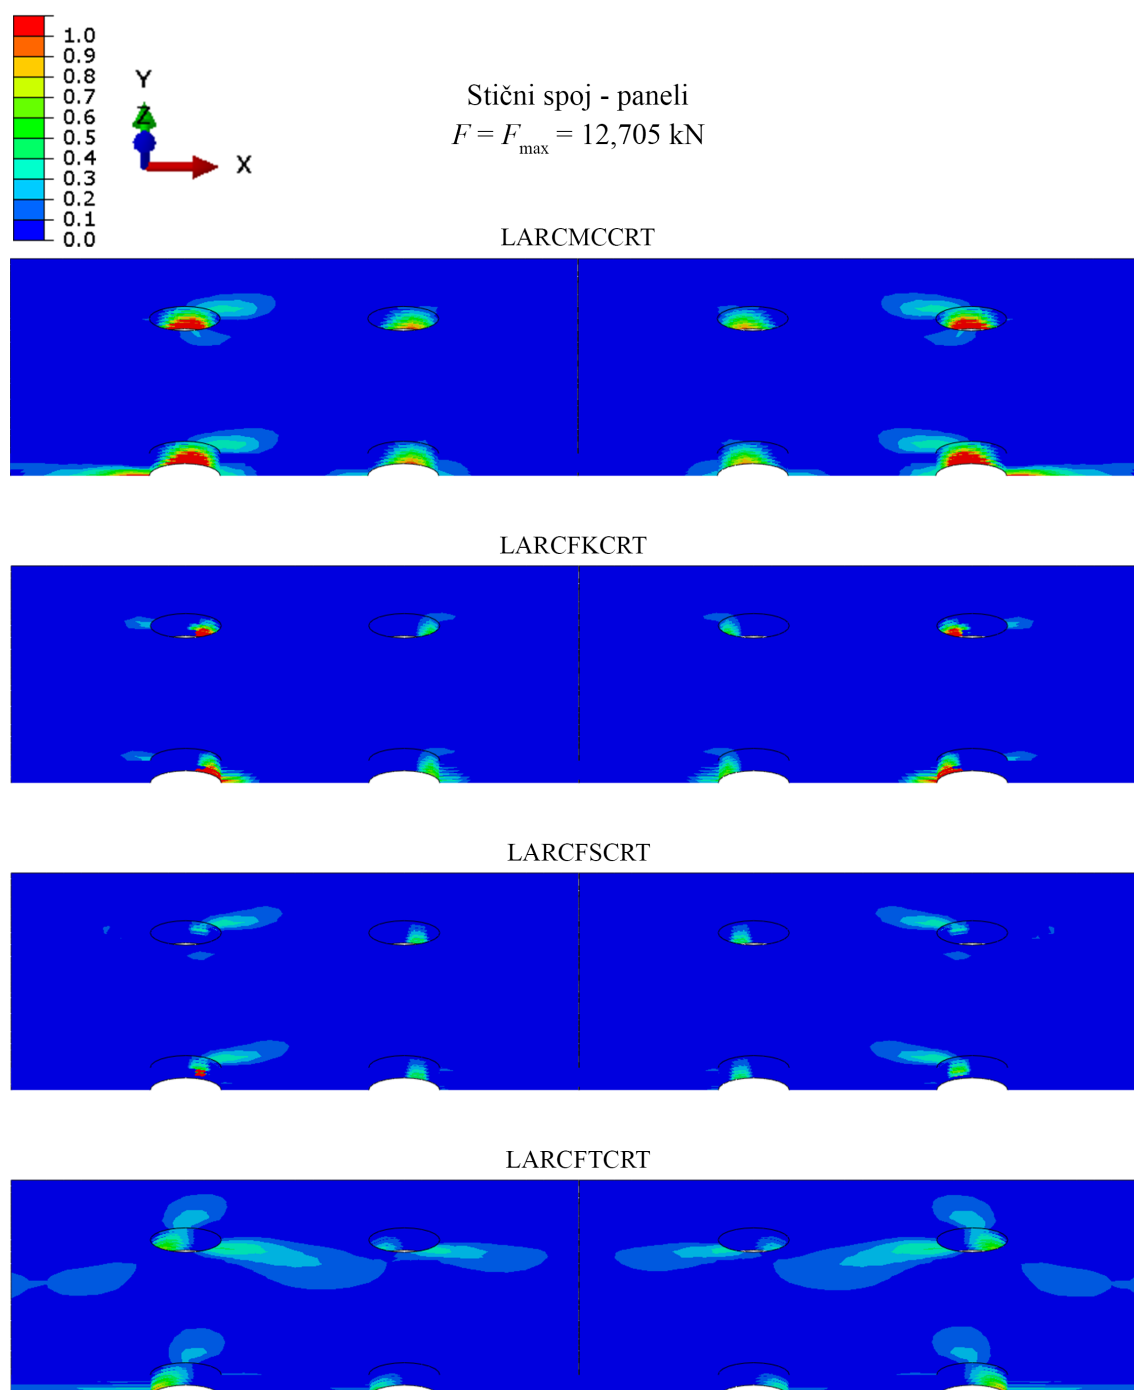 1.0
0.9
0.8
0.7
0.6
0.5
0.4
0.3
0.2
0.1
0.0
Y
Z
X
Stični spoj - paneli
F = Fmax = 12,705 kN
LARCMCCRT
LARCFKCRT
LARCFSCRT
LARCFTCRT